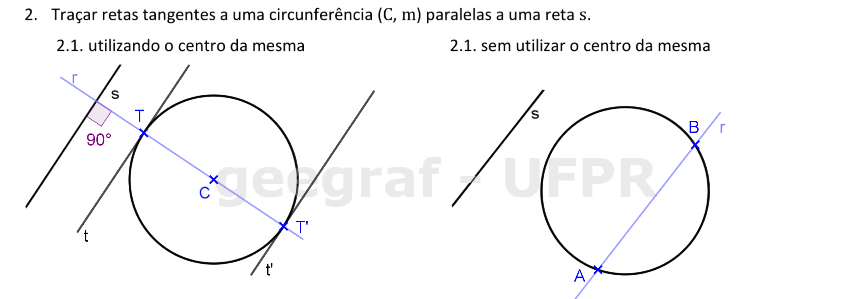 2. Traçar retas tangentes a uma circunferência (C, m) paralelas a uma reta s.
2.1. utilizando o centro da mesma
2.1. sem utilizar o centro da mesma
r
s
T
90°
C
T'
t
t'
s
B
r
A
geegraf - UFPR